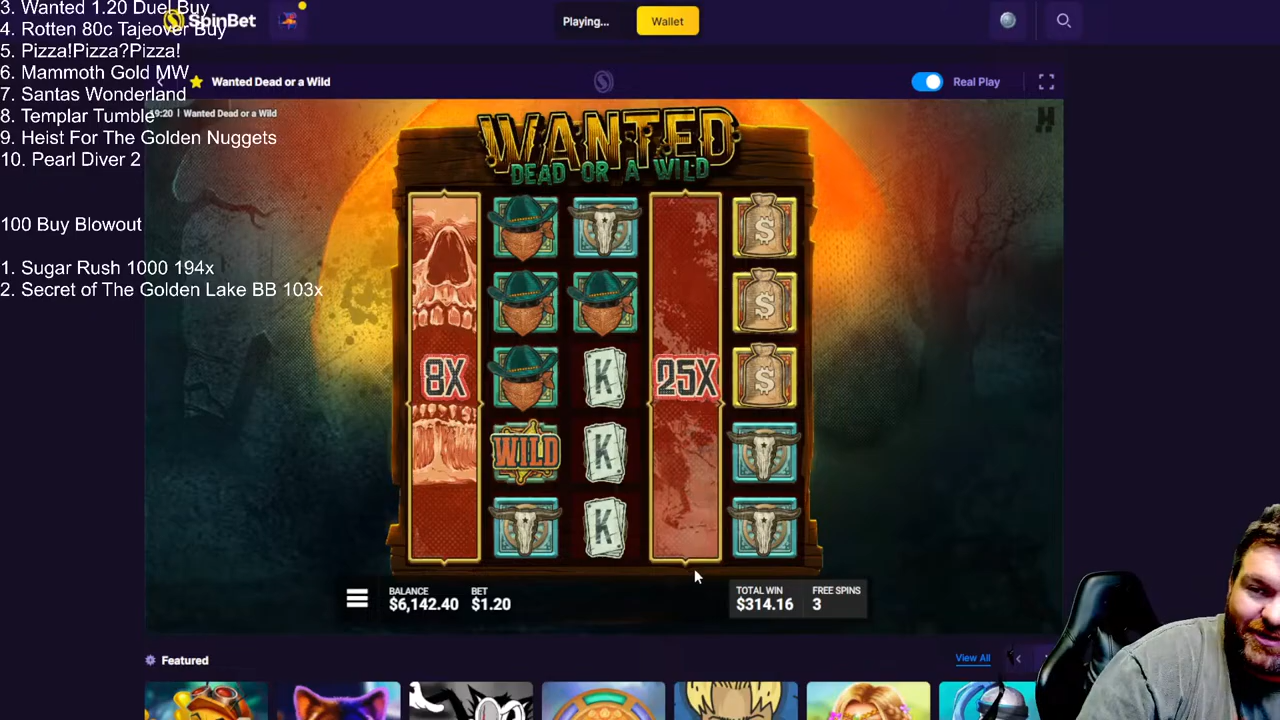 3. Wanted 1.20 Duel Buy
4. Rotten 80c Tajeover Buy
5. Pizza!Pizza?Pizza!
6. Mammoth Gold MW
7. Santas Wonderland
8. Templar Tumble
9. Heist For The Golden Nuggets
10. Pearl Diver 2
100 Buy Blowout
1. Sugar Rush 1000 194x
2. Secret of The Golden Lake BB 103x
SpinBet
Playing...
Wallet
Wanted Dead or a Wild
Real Play
19:20 | Wanted Dead or a Wild
WANTED
DEAD OR A WILD
$
$
8X
K
25X
$
WILD
K
K
BALANCE
$6,142.40
BET
$1.20
TOTAL WIN
$314.16
FREE SPINS
3
Featured
View All